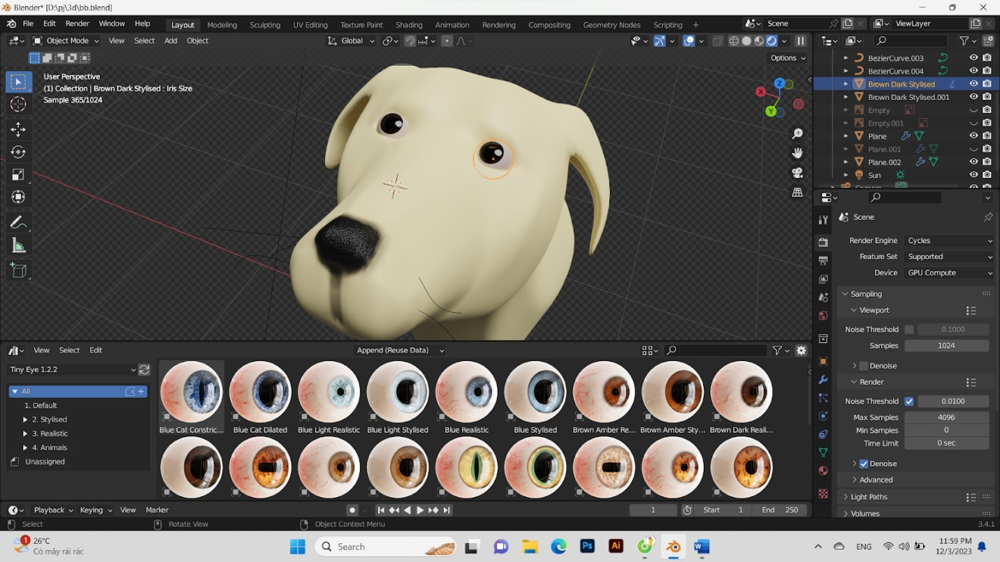 Blender* [D:\pj\3d\bb.blend]
File Edit Render Window Help Layout Modeling Sculpting UV Editing Texture Paint Shading Animation Rendering Compositing Geometry Nodes Scripting + Scene ViewLayer
Object Mode View Select Add Object Global
Options
User Perspective
(1) Collection | Brown Dark Stylised : Iris Size
Sample 365/1024
Z
X
Y
BezierCurve.003
BezierCurve.004
Brown Dark Stylised
Brown Dark Stylised.001
Empty
Empty.001
Plane
Plane.001
Plane.002
Sun
Scene
Render Engine Cycles
Feature Set Supported
Device GPU Compute
Sampling
Viewport
Noise Threshold 0.1000
Samples 1024
Denoise
Render
Noise Threshold 0.0100
Max Samples 4096
Min Samples 0
Time Limit 0 sec
Denoise
Advanced
Light Paths
Volumes
View Select Edit Append (Reuse Data)
Tiny Eye 1.2.2
All
1. Default
2. Stylised
3. Realistic
4. Animals
Unassigned
Blue Cat Constric... Blue Cat Dilated Blue Light Realistic Blue Light Stylised Blue Realistic Blue Stylised Brown Amber Re... Brown Amber Sty... Brown Dark Reali...
Playback Keying View Marker 1 Start 1 End 250
Select Rotate View Object Context Menu 3.4.1
1
26°C
Có mây rải rác
Search
Ps
Ai
W
ENG
11:59 PM
12/3/2023